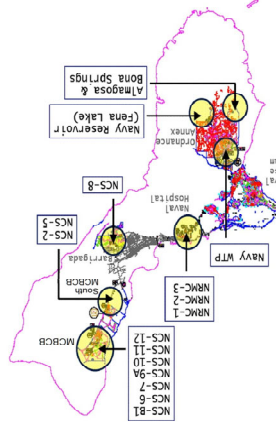 NCS-B1
NCS-6
NCS-7
NCS-9A
NCS-10
NCS-11
NCS-12
MCBCB
South
MCBCB
NCS-2
NCS-5
Barrigada
NCS-8
NRMC-1
NRMC-2
NRMC-3
Naval
Hospital
Navy WTP
Ordnance
Annex
Navy Reservoir
(Fena Lake)
Almagosa &
Bona Springs